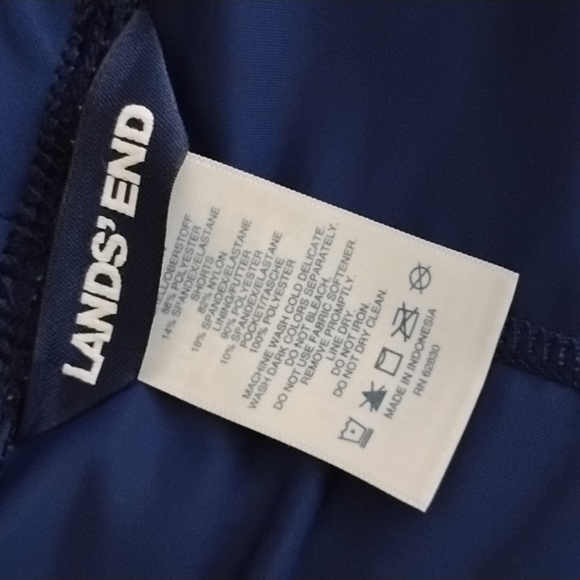 LANDS' END
LL/OBERSTOFF
86% POLYESTER
14% SPANDEX/ELASTANE
SHORTS
82% NYLON
18% SPANDEX/ELASTANE
LINING/FUTTER
90% POLYESTER
10% SPANDEX/ELASTANE
POCKET/TASCHE
100% POLYESTER
MACHINE WASH COLD DELICATE.
WASH DARK COLORS SEPARATELY.
DO NOT BLEACH.
DO NOT USE FABRIC SOFTENER.
REMOVE PROMPTLY.
LINE DRY.
DO NOT IRON.
DO NOT DRY CLEAN.
MADE IN INDONESIA
RN 62830